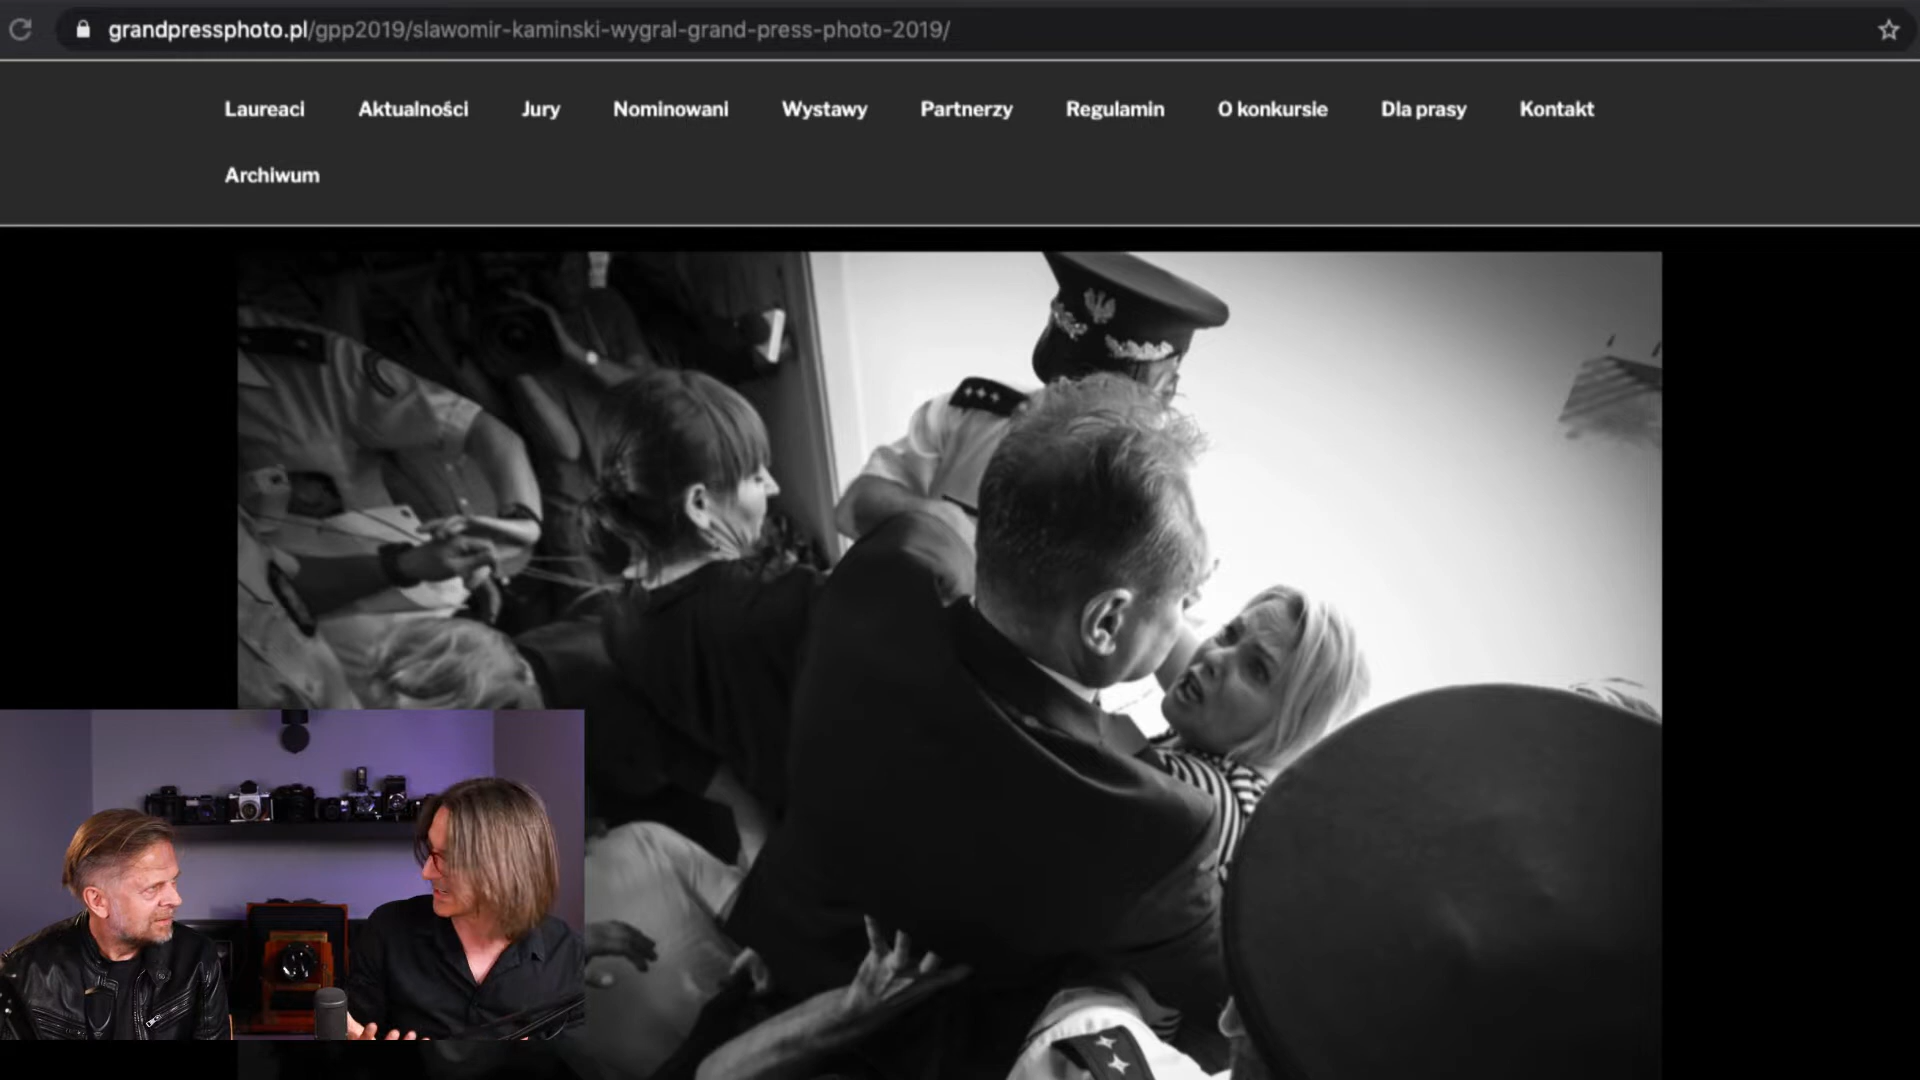 grandpressphoto.pl/gpp2019/slawomir-kaminski-wygral-grand-press-photo-2019/
Laureaci Aktualności Jury Nominowani Wystawy Partnerzy Regulamin O konkursie Dla prasy Kontakt
Archiwum